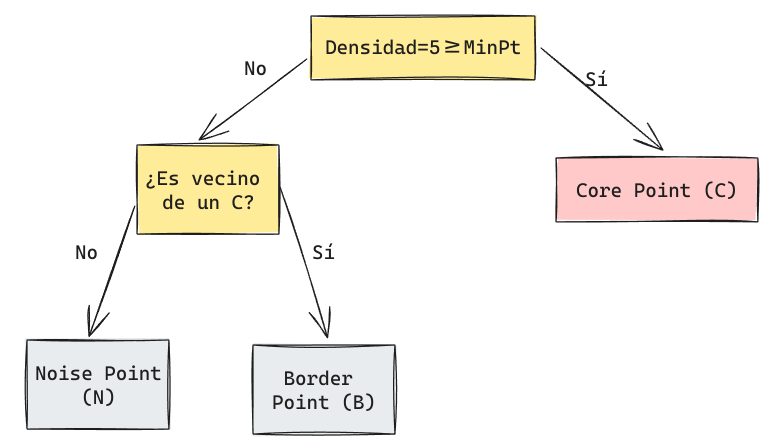 Densidad=5≥MinPt
No
Sí
¿Es vecino
de un C?
Core Point (C)
No
Sí
Noise Point
(N)
Border
Point (B)